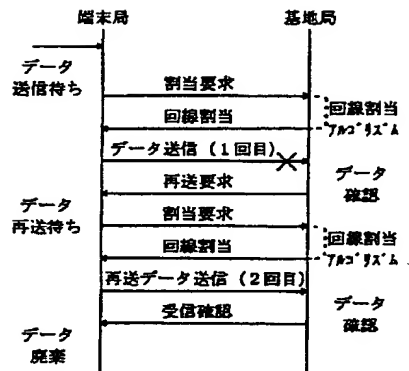 端末局
基地局
データ
送信待ち
割当要求
回線割当
回線割当
アルゴリズム
データ送信（1回目）
データ
確認
再送要求
データ
再送待ち
割当要求
回線割当
回線割当
アルゴリズム
再送データ送信（2回目）
データ
確認
受信確認
データ
廃棄